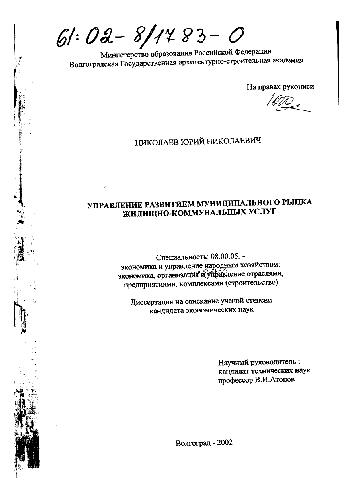 61:02-8/1783-0
Министерство образования Российской Федерации
Волгоградская Государственная архитектурно-строительная академия
На правах рукописи
НИКОЛАЕВ ЮРИЙ НИКОЛАЕВИЧ
УПРАВЛЕНИЕ РАЗВИТИЕМ МУНИЦИПАЛЬНОГО РЫНКА
ЖИЛИЩНО-КОММУНАЛЬНЫХ УСЛУГ
Специальность: 08.00.05. -
экономика и управление народным хозяйством:
экономика, организация и управление отраслями,
предприятиями, комплексами (строительство)
Диссертация на соискание ученой степени
кандидата экономических наук
Научный руководитель :
кандидат технических наук
профессор В.И.Атопов
Волгоград - 2002